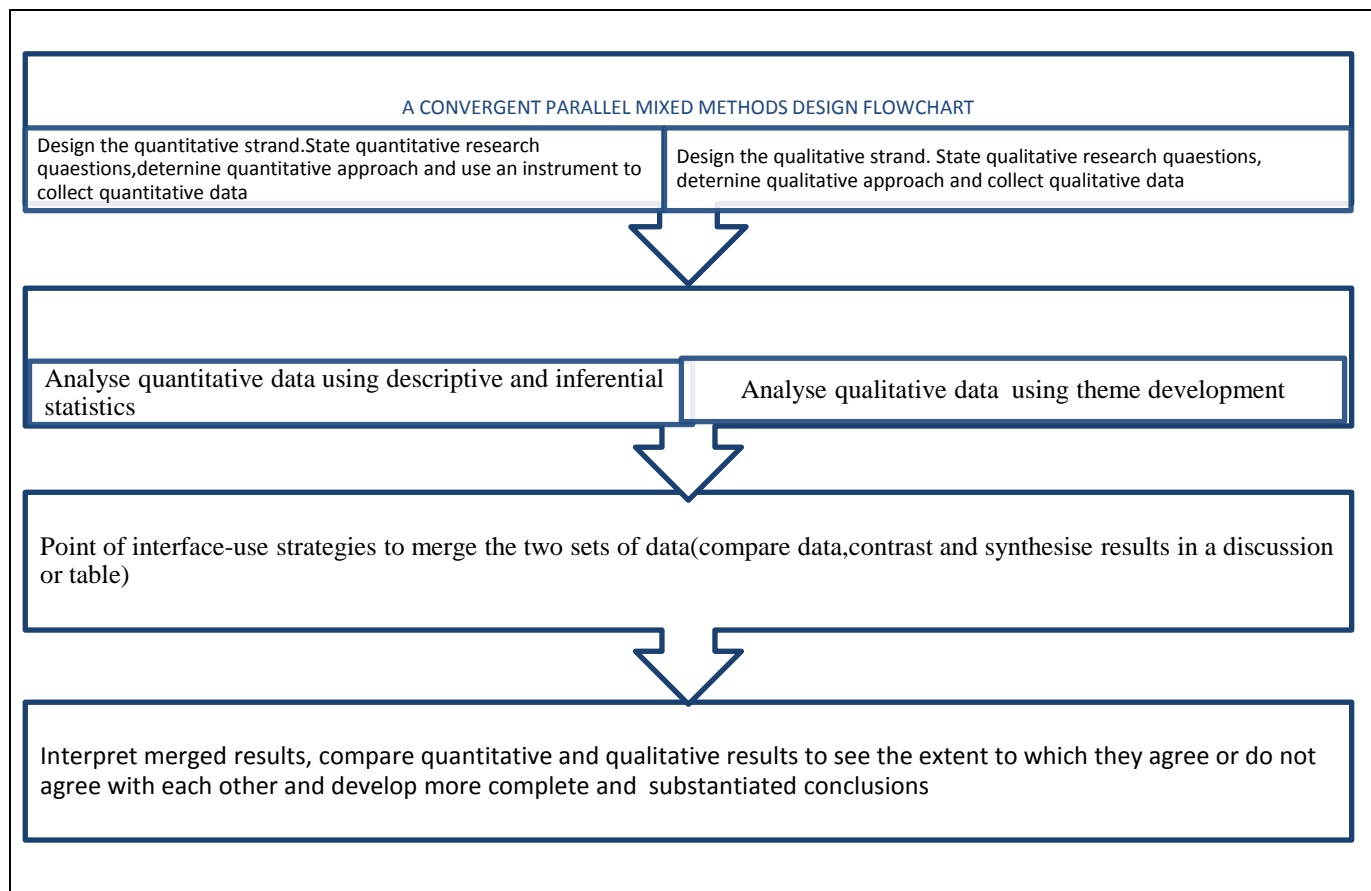 A CONVERGENT PARALLEL MIXED METHODS DESIGN FLOWCHART
Design the quantitative strand.State quantitative research
quaestions,deternine quantitative approach and use an instrument to
collect quantitative data
Design the qualitative strand. State qualitative research quaestions,
deternine qualitative approach and collect qualitative data
Analyse quantitative data using descriptive and inferential
statistics
Analyse qualitative data  using theme development
Point of interface-use strategies to merge the two sets of data(compare data,contrast and synthesise results in a discussion
or table)
Interpret merged results, compare quantitative and qualitative results to see the extent to which they agree or do not
agree with each other and develop more complete and  substantiated conclusions